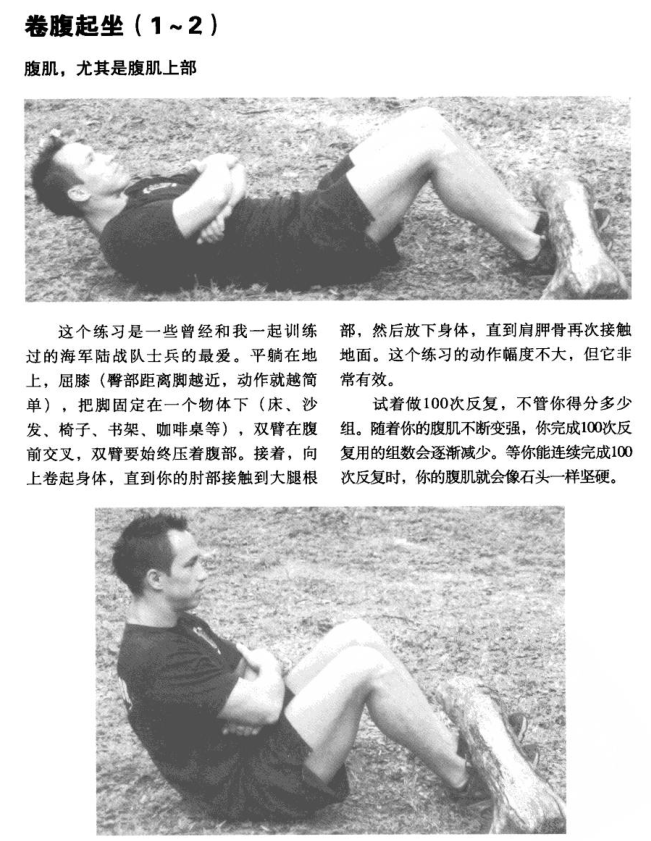 卷腹起坐（1~2）
腹肌，尤其是腹肌上部
这个练习是一些曾经和我一起训练
过的海军陆战队士兵的最爱。平躺在地
上，屈膝（臀部距离脚越近，动作就越简
单），把脚固定在一个物体下（床、沙
发、椅子、书架、咖啡桌等），双臂在腹
前交叉，双臂要始终压着腹部。接着，向
上卷起身体，直到你的肘部接触到大腿根
部，然后放下身体，直到肩胛骨再次接触
地面。这个练习的动作幅度不大，但它非
常有效。
试着做100次反复，不管你得分多少
组。随着你的腹肌不断变强，你完成100次反
复用的组数会逐渐减少。等你能连续完成100
次反复时，你的腹肌就会像石头一样坚硬。